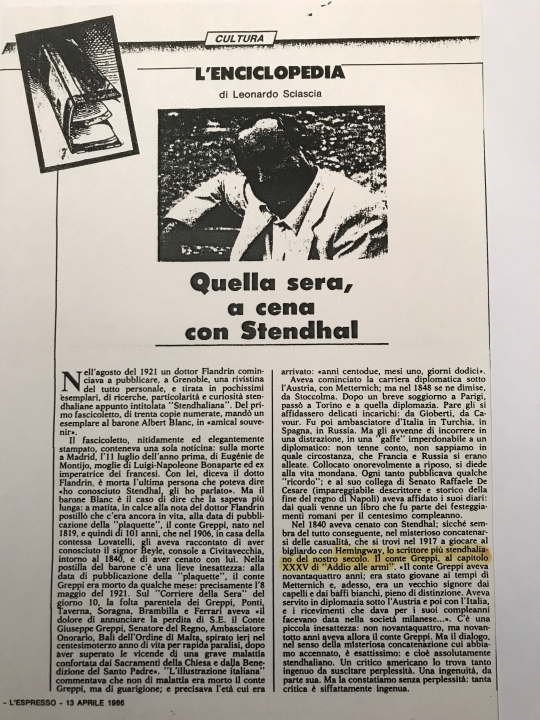 CULTURA
L'ENCICLOPEDIA
di Leonardo Sciascia
Quella sera,
a cena
con Stendhal
Nell'agosto del 1921 un dottor Flandrin comin-
ciava a pubblicare, a Grenoble, una rivistina
del tutto personale, e tirata in pochissimi
esemplari, di ricerche, particolarità e curiosità sten-
dhaliane appunto intitolata "Stendhaliana". Del pri-
mo fascicoletto, di trenta copie numerate, mandò un
esemplare al barone Albert Blanc, in «amical souve-
nir».
Il fascicoletto, nitidamente ed elegantemente
stampato, conteneva una sola noticina: sulla morte
a Madrid, l'11 luglio dell'anno prima, di Eugénie de
Montijo, moglie di Luigi-Napoleone Bonaparte ed ex
imperatrice dei francesi. Con lei, diceva il dottor
Flandrin, è morta l'ultima persona che poteva dire
«ho conosciuto Stendhal, gli ho parlato». Ma il
barone Blanc è il caso di dire che la sapeva più
lunga: a matita, in calce alla nota del dottor Flandrin
postillò che c'era ancora in vita, alla data di pubbli-
cazione della "plaquette", il conte Greppi, nato nel
1819, e quindi di 101 anni, che nel 1906, in casa della
contessa Lovatelli, gli aveva raccontato di aver
conosciuto il signor Beyle, console a Civitavecchia,
intorno al 1840, e di aver cenato con lui. Nella
postilla del barone c'è una lieve inesattezza: alla
data di pubblicazione della "plaquette", il conte
Greppi era morto da qualche mese: precisamente l'8
maggio del 1921. Sul "Corriere della Sera" del
giorno 10, la folta parentela dei Greppi, Ponti,
Taverna, Soragna, Brambilla e Ferrari aveva «il
dolore di annunciare la perdita di S.E. il Conte
Giuseppe Greppi, Senatore del Regno, Ambasciatore
Onorario, Balì dell'Ordine di Malta, spirato ieri nel
centesimoterzo anno di vita per rapida paralisi, dopo
aver superato le vicende di una grave malattia
confortata dai Sacramenti della Chiesa e dalla Bene-
dizione del Santo Padre». "L'illustrazione italiana"
commentava che non di malattia era morto il conte
Greppi, ma di guarigione; e precisava l'età cui era
arrivato: «anni centodue, mesi uno, giorni dodici».
Aveva cominciato la carriera diplomatica sotto
l'Austria, con Metternich; ma nel 1848 se ne dimise,
da Stoccolma. Dopo un breve soggiorno a Parigi,
passò a Torino e a quella diplomazia. Pare gli si
affidassero delicati incarichi: da Gioberti, da Ca-
vour. Fu poi ambasciatore d'Italia in Turchia, in
Spagna, in Russia. Ma gli avvenne di incorrere in
una distrazione, in una "gaffe" imperdonabile a un
diplomatico: non tenne conto, non sappiamo in
quale circostanza, che Francia e Russia si erano
alleate. Collocato onorevolmente a riposo, si diede
alla vita mondana. Ogni tanto pubblicava qualche
"ricordo"; e al suo collega di Senato Raffaele De
Cesare (impareggiabile descrittore e storico della
fine del regno di Napoli) aveva affidato i suoi diari:
dai quali venne un libro che fu parte dei festeggia-
menti romani per il centesimo compleanno.
Nel 1840 aveva cenato con Stendhal; sicché sem-
bra del tutto conseguente, nel misterioso concatenar-
si delle casualità, che si trovi nel 1917 a giocare al
bigliardo con Hemingway, lo scrittore più stendhalia-
no del nostro secolo. Il conte Greppi, al capitolo
XXXV di "Addio alle armi". «Il conte Greppi aveva
novantaquattro anni; era stato giovane ai tempi di
Metternich e, adesso, era un vecchio signore dai
capelli e dai baffi bianchi, pieno di distinzione. Aveva
servito in diplomazia sotto l'Austria e poi con l'Italia,
e i ricevimenti che dava per i suoi compleanni
facevano data nella società milanese...». C'è una
piccola inesattezza: non novantaquattro, ma novan-
totto anni aveva allora il conte Greppi. Ma il dialogo,
nel senso della misteriosa concatenazione cui abbia-
mo accennato, è esattissimo: e cioè assolutamente
stendhaliano. Un critico americano lo trova tanto
ingenuo da suscitare perplessità. Una ingenuità, da
parte sua. Ma la constatiamo senza perplessità: tanta
critica è siffattamente ingenua.
- L'ESPRESSO - 13 APRILE 1986